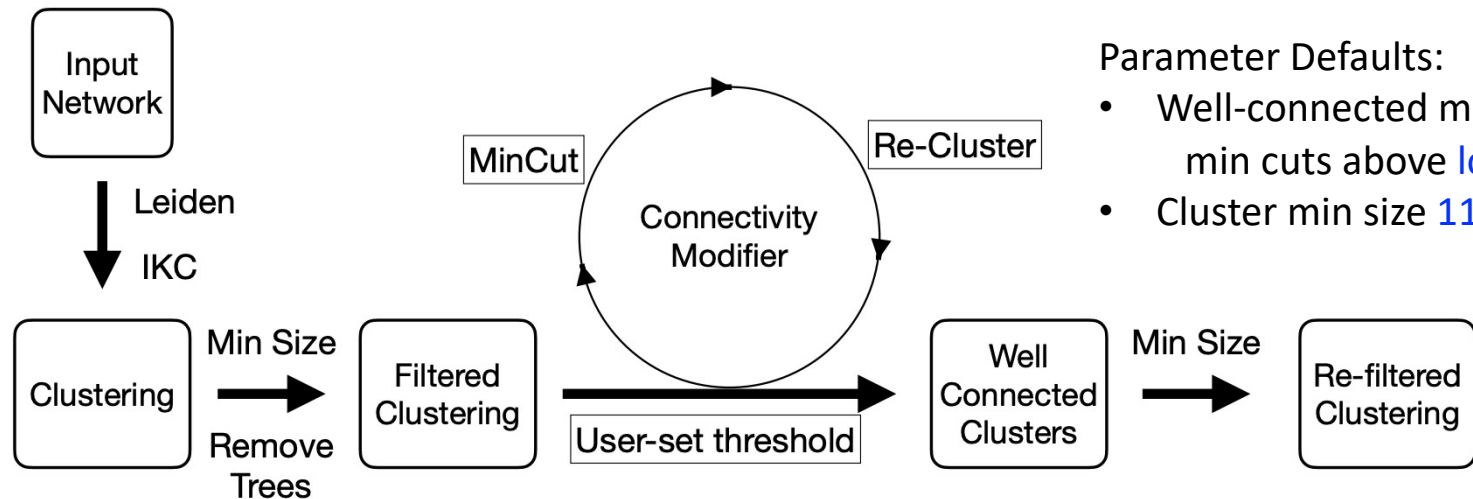 Input
Network
Leiden
IKC
Clustering
Min Size
Remove
Trees
Filtered
Clustering
MinCut
Re-Cluster
Connectivity
Modifier
User-set threshold
Well
Connected
Clusters
Min Size
Re-filtered
Clustering
Parameter Defaults:
• Well-connected
min cuts above
• Cluster min size 11